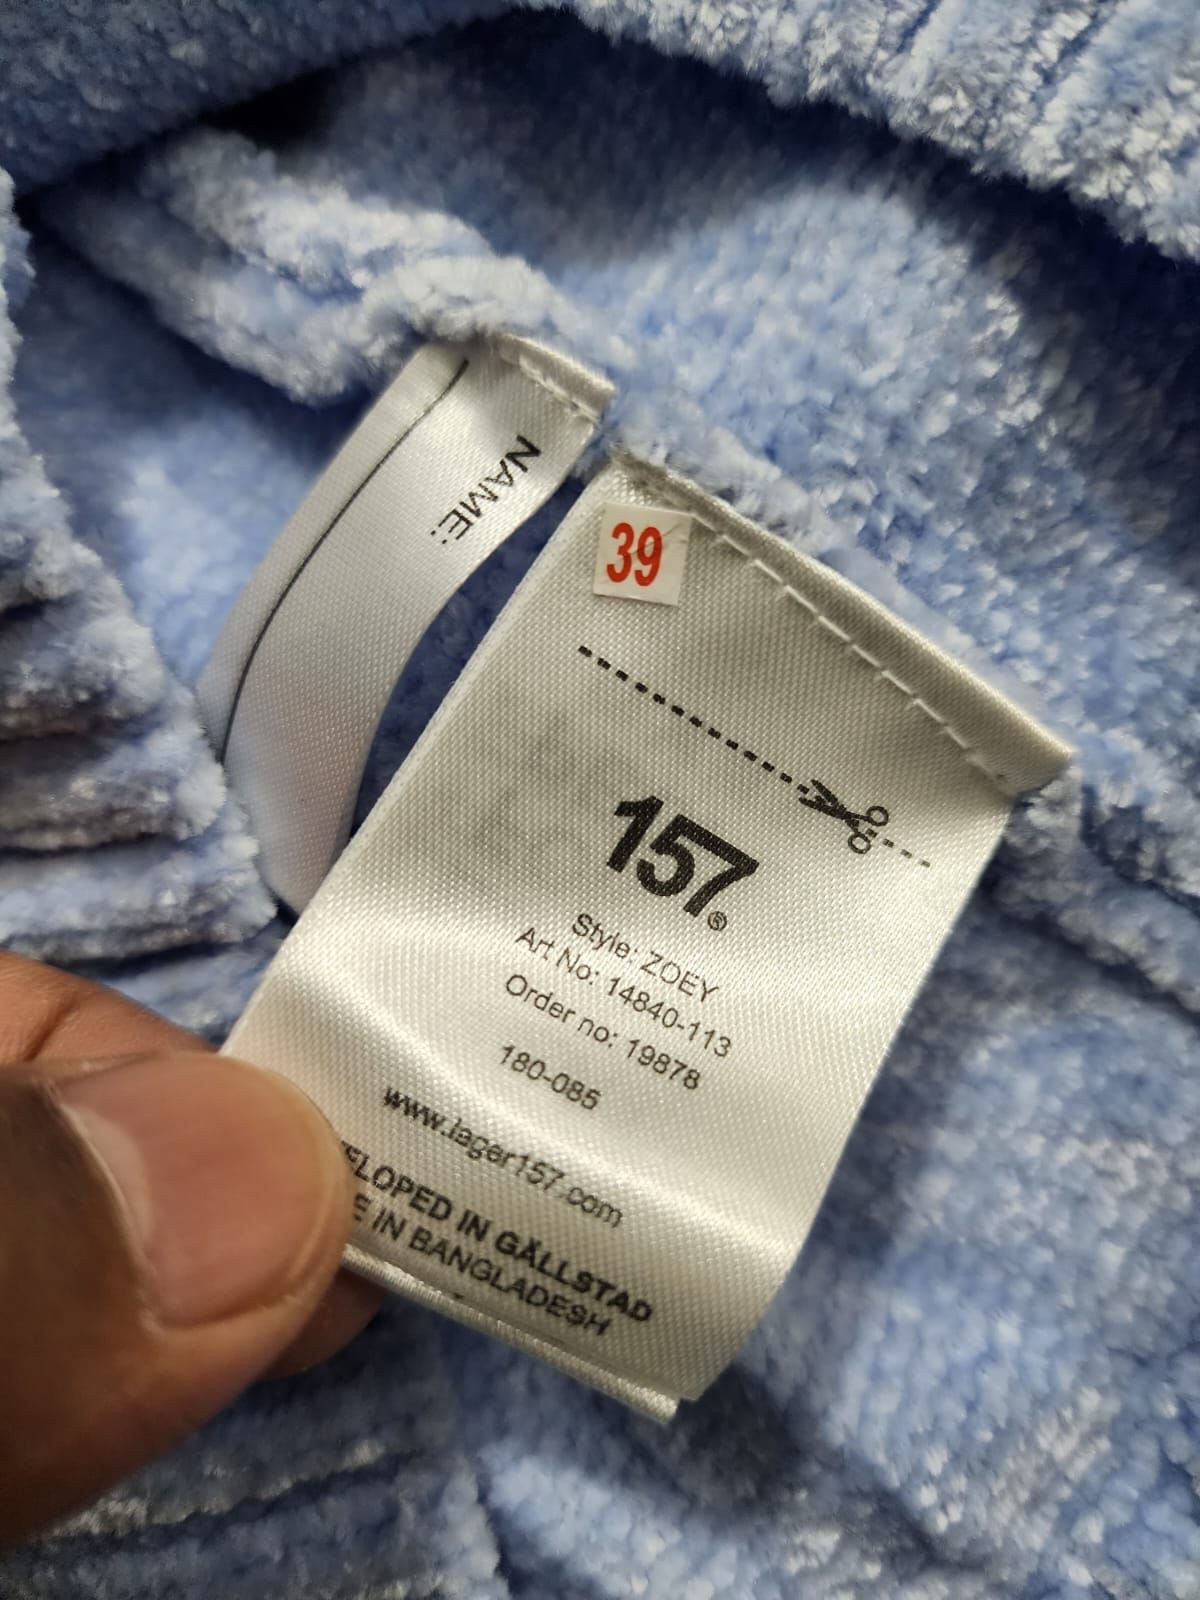 NAME:
39
157®
Style: ZOEY
Art No: 14840-113
Order no: 19878
180-085
www.lager157.com
ELOPED IN GÄLLSTAD
E IN BANGLADESH